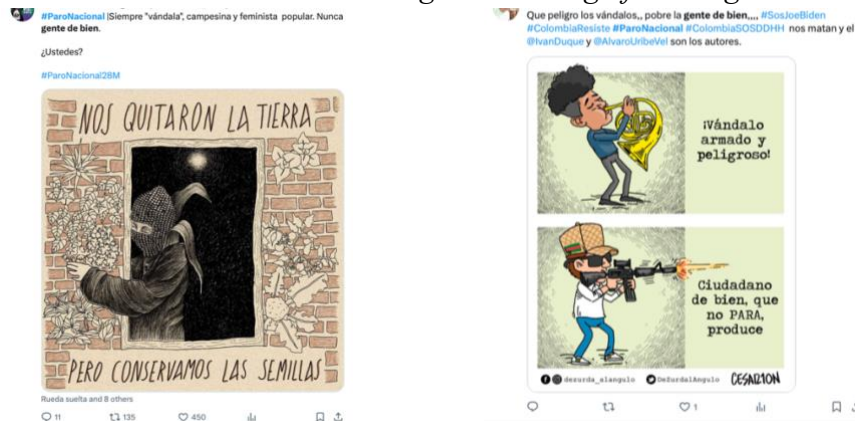 #ParoNacional |Siempre "vándala", campesina y feminista popular. Nunca
gente de bien.
¿Ustedes?
#ParoNacional28M
NOS QUITARON LA TIERRA
PERO CONSERVAMOS LAS SEMILLAS
Rueda suelta and 8 others
11 135 450
Que peligro los vándalos,, pobre la gente de bien,,,, #SosJoeBiden
#ColombiaResiste #ParoNacional #ColombiaSOSDDHH nos matan y el
@IvanDuque y @AlvaroUribeVel son los autores.
¡Vándalo
armado y
peligroso!
Ciudadano
de bien, que
no PARA,
produce
dezurda_alangulo DeZurdaAlAngulo
1